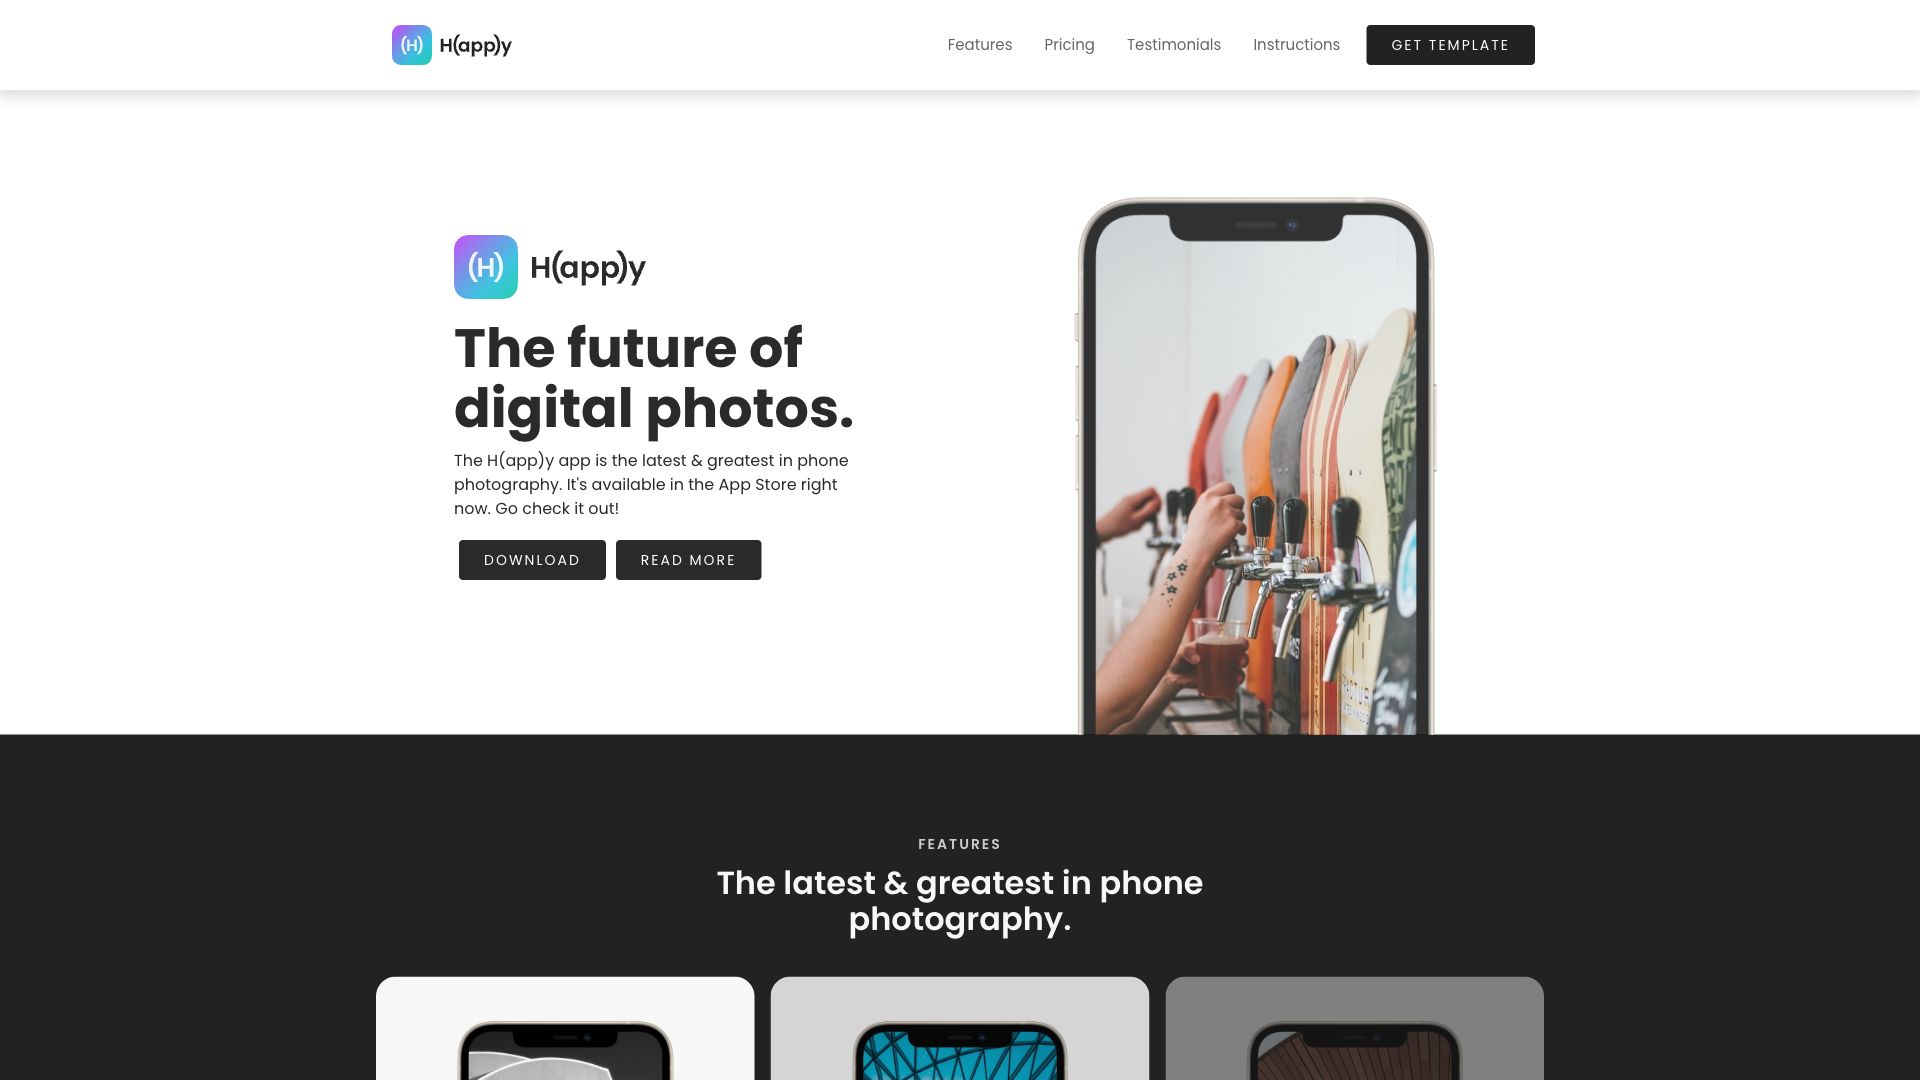 (H) H(app)y
Features Pricing Testimonials Instructions GET TEMPLATE
(H) H(app)y
The future of
digital photos.
The H(app)y app is the latest & greatest in phone
photography. It's available in the App Store right
now. Go check it out!
DOWNLOAD READ MORE
FEATURES
The latest & greatest in phone
photography.